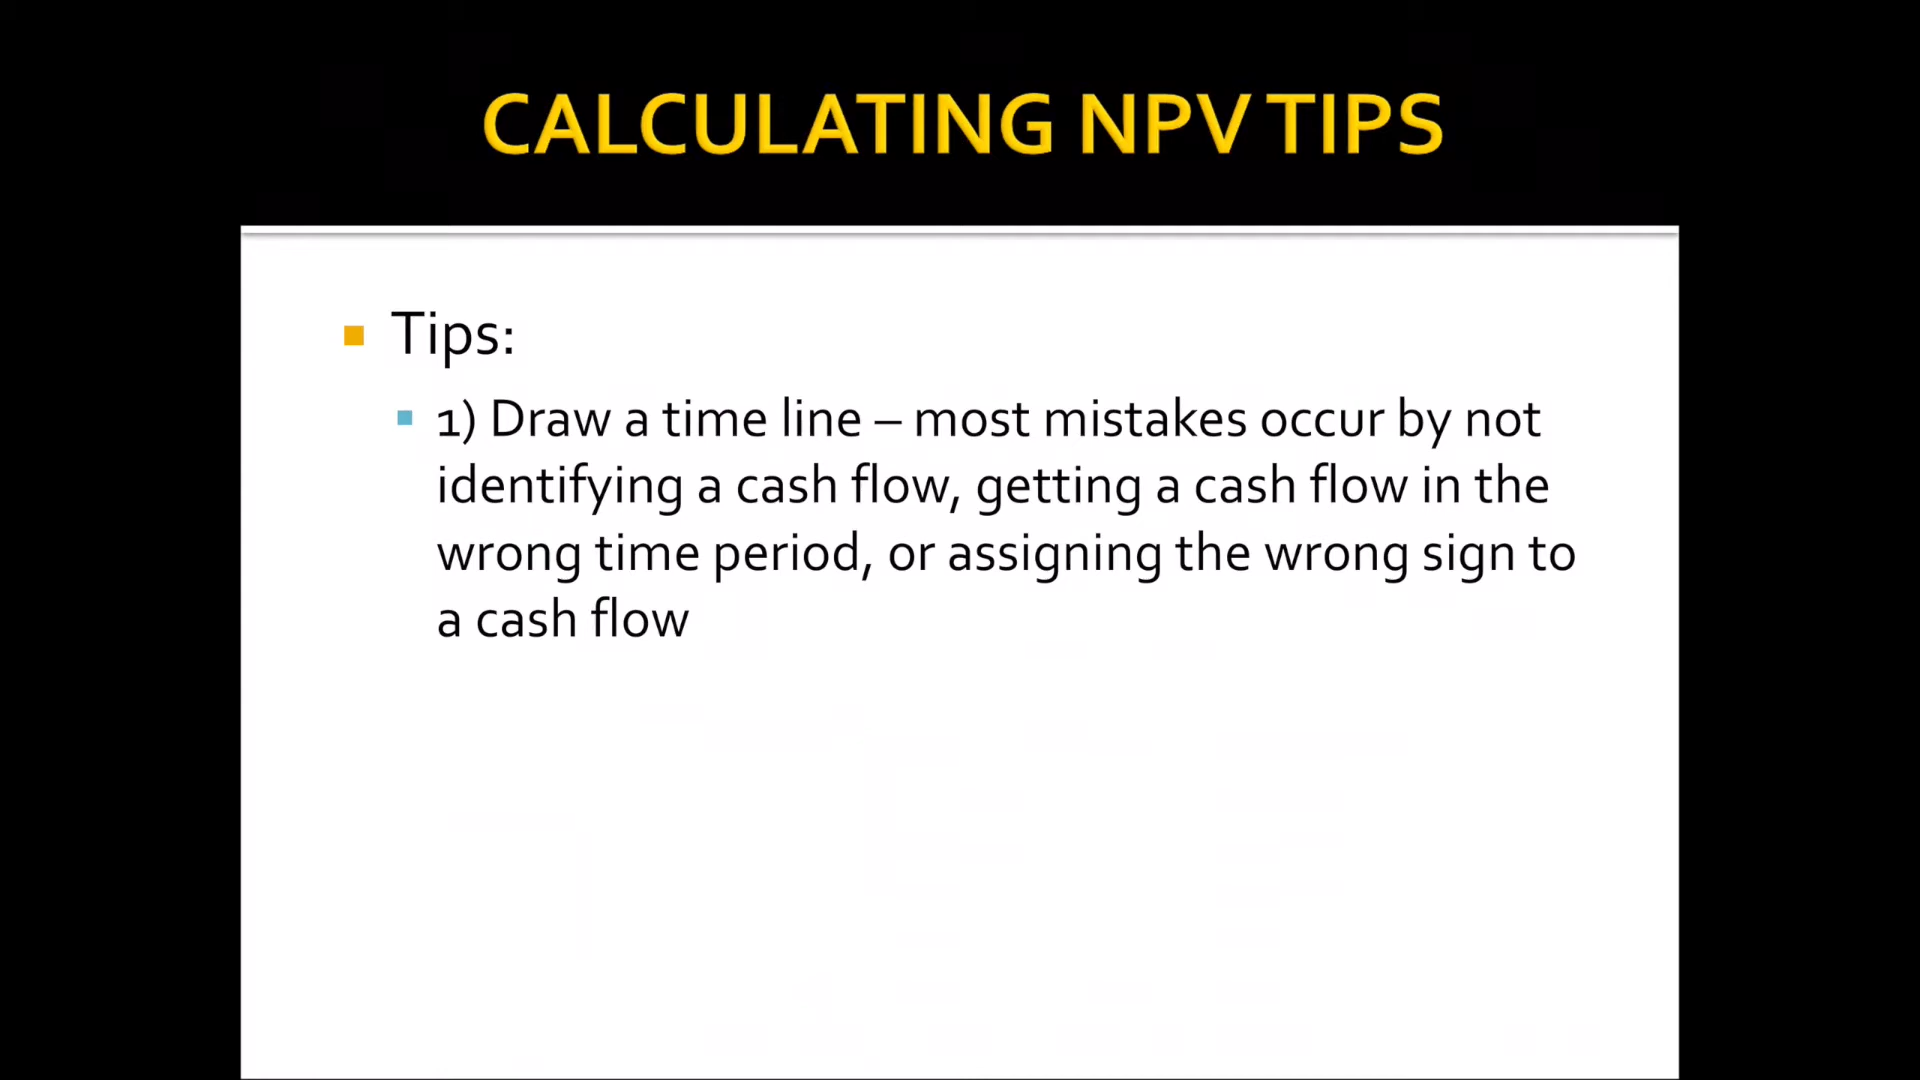 CALCULATING NPV TIPS
Tips:
1) Draw a time line – most mistakes occur by not
identifying a cash flow, getting a cash flow in the
wrong time period, or assigning the wrong sign to
a cash flow